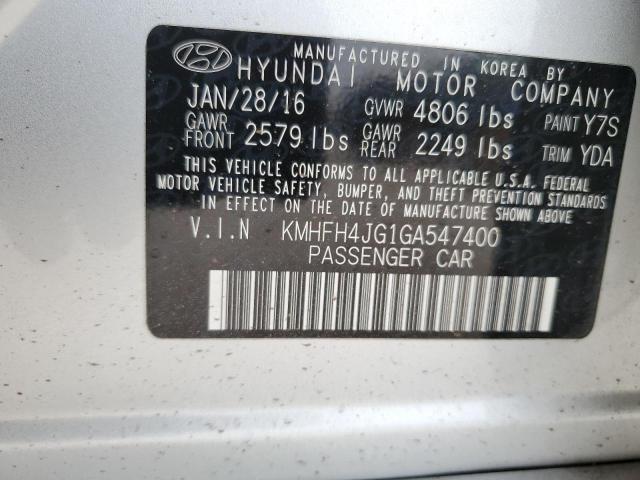 MANUFACTURED IN KOREA BY
HYUNDAI MOTOR COMPANY
JAN/28/16 GVWR 4806 lbs PAINT Y7S
GAWR FRONT 2579 lbs GAWR REAR 2249 lbs TRIM YDA
THIS VEHICLE CONFORMS TO ALL APPLICABLE U.S.A. FEDERAL
MOTOR VEHICLE SAFETY, BUMPER, AND THEFT PREVENTION STANDARDS
IN EFFECT ON THE DATE OF MANUFACTURE SHOWN ABOVE.
V.I.N KMHFH4JG1GA547400
PASSENGER CAR